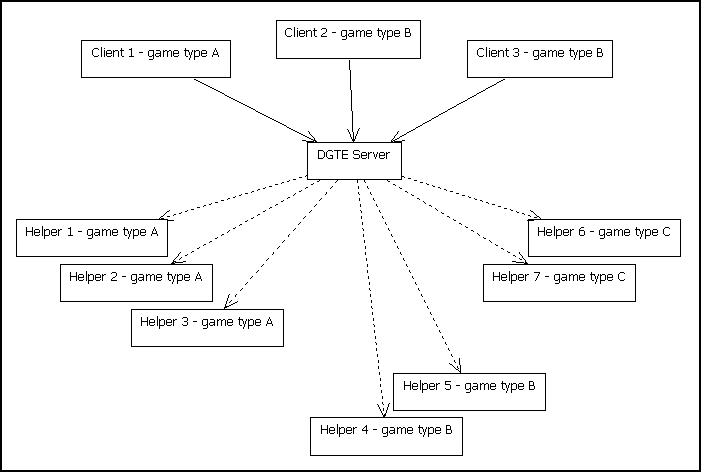 Client 1 - game type A
Client 2 - game type B
Client 3 - game type B
DGTE Server
Helper 1 - game type A
Helper 6 - game type C
Helper 2 - game type A
Helper 7 - game type C
Helper 3 - game type A
Helper 5 - game type B
Helper 4 - game type B